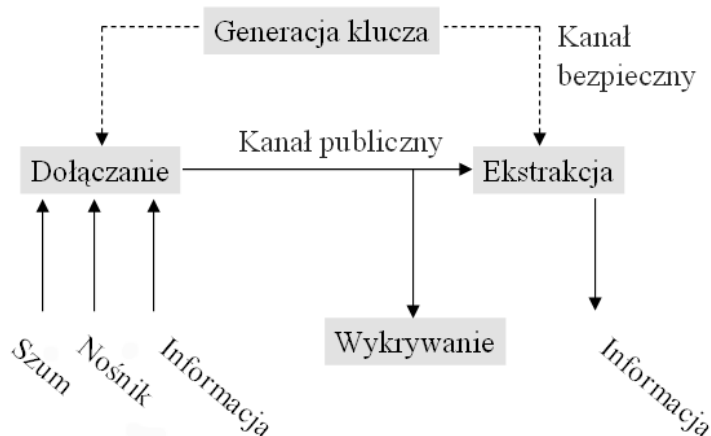 Generacja klucza
Kanał
bezpieczny
Kanał publiczny
Dołączanie
Ekstrakcja
Wykrywanie
Szum
Nośnik
Informacja
Informacja